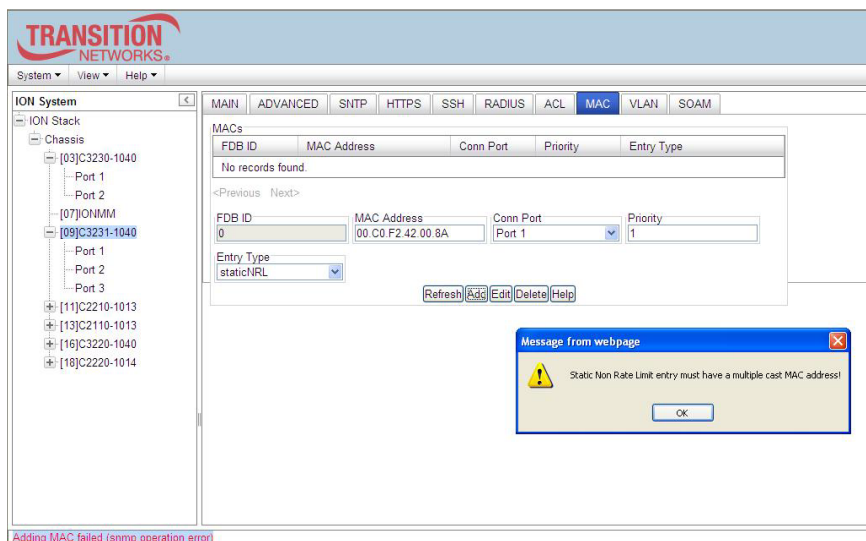 TRANSITION
NETWORKS®
System View Help
ION System
ION Stack
Chassis
[03]C3230-1040
Port 1
Port 2
[07]IONMM
[09]C3231-1040
Port 1
Port 2
Port 3
[11]C2210-1013
[13]C2110-1013
[16]C3220-1040
[18]C2220-1014
MAIN ADVANCED SNTP HTTPS SSH RADIUS ACL MAC VLAN SOAM
MACs
FDB ID MAC Address Conn Port Priority Entry Type
No records found.
<Previous Next>
FDB ID MAC Address Conn Port Priority
0 00.C0.F2.42.00.8A Port 1 1
Entry Type
staticNRL
Refresh Add Edit Delete Help
Message from webpage
Static Non Rate Limit entry must have a multiple cast MAC address!
OK
Adding MAC failed (snmp operation error)